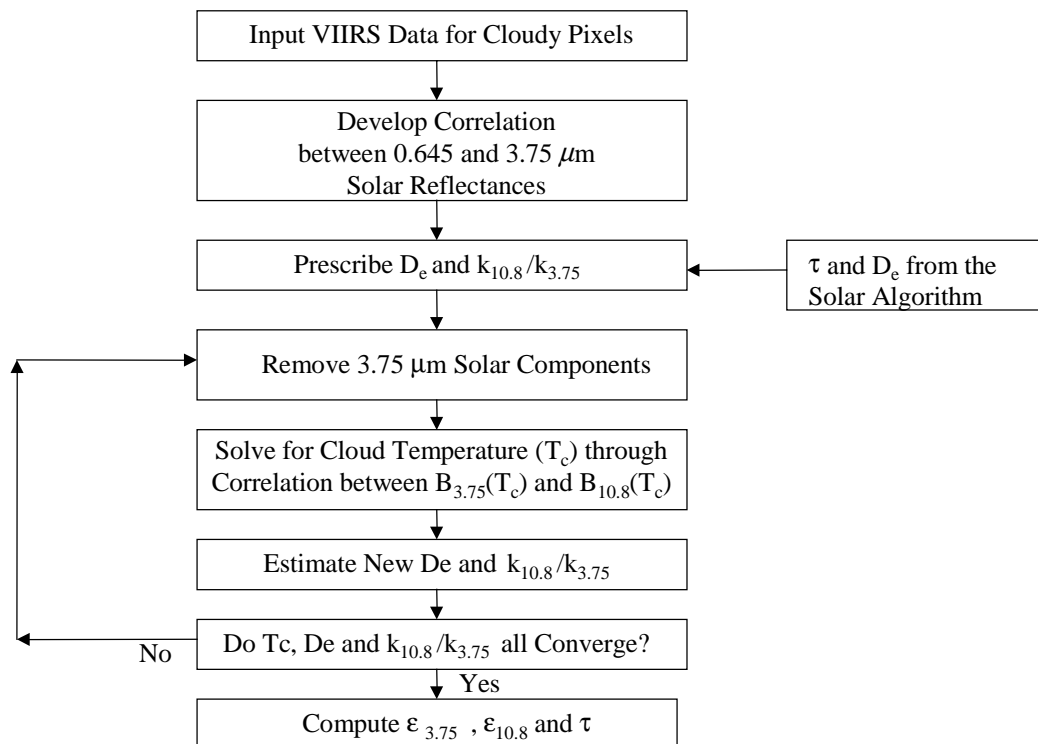 Input VIIRS Data for Cloudy Pixels
Develop Correlation
between 0.645 and 3.75 μm
Solar Reflectances
Prescribe Dₑ and k₁₀.₈/k₃.₇₅
τ and Dₑ from the
Solar Algorithm
Remove 3.75 μm Solar Components
Solve for Cloud Temperature (T_c) through
Correlation between B₃.₇₅(T_c) and B₁₀.₈(T_c)
Estimate New De and k₁₀.₈/k₃.₇₅
Do Tc, De and k₁₀.₈/k₃.₇₅ all Converge?
No
Yes
Compute ε₃.₇₅ , ε₁₀.₈ and τ